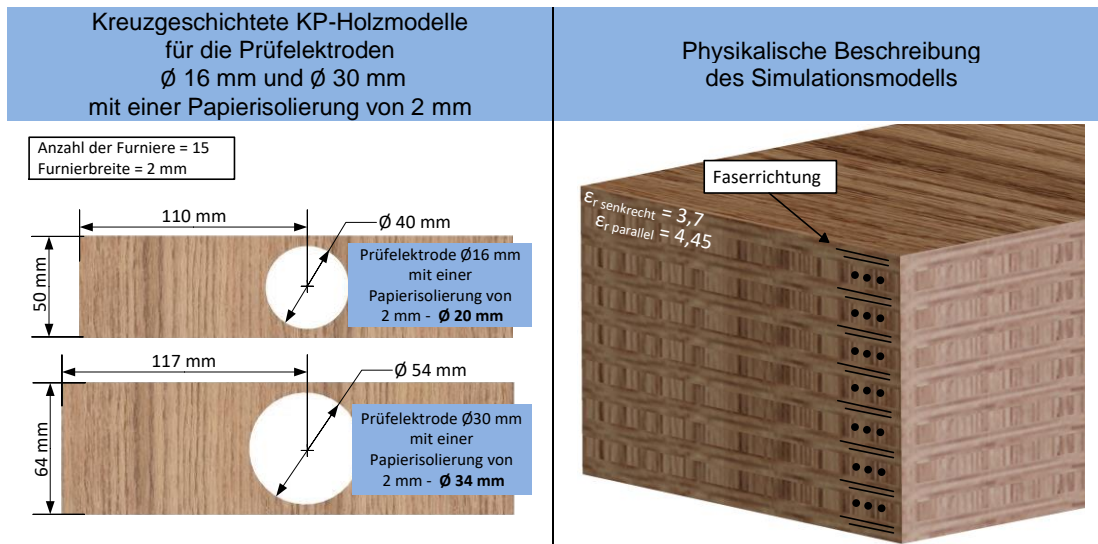 Kreuzgeschichtete KP-Holzmodelle
für die Prüfelektroden
Ø 16 mm und Ø 30 mm
mit einer Papierisolierung von 2 mm
Physikalische Beschreibung
des Simulationsmodells
Anzahl der Furniere = 15
Furnierbreite = 2 mm
110 mm
Ø 40 mm
50 mm
Prüfelektrode Ø16 mm
mit einer
Papierisolierung von
2 mm - Ø 20 mm
117 mm
Ø 54 mm
64 mm
Prüfelektrode Ø30 mm
mit einer
Papierisolierung von
2 mm - Ø 34 mm
Faserrichtung
εr senkrecht = 3,7
εr parallel = 4,45